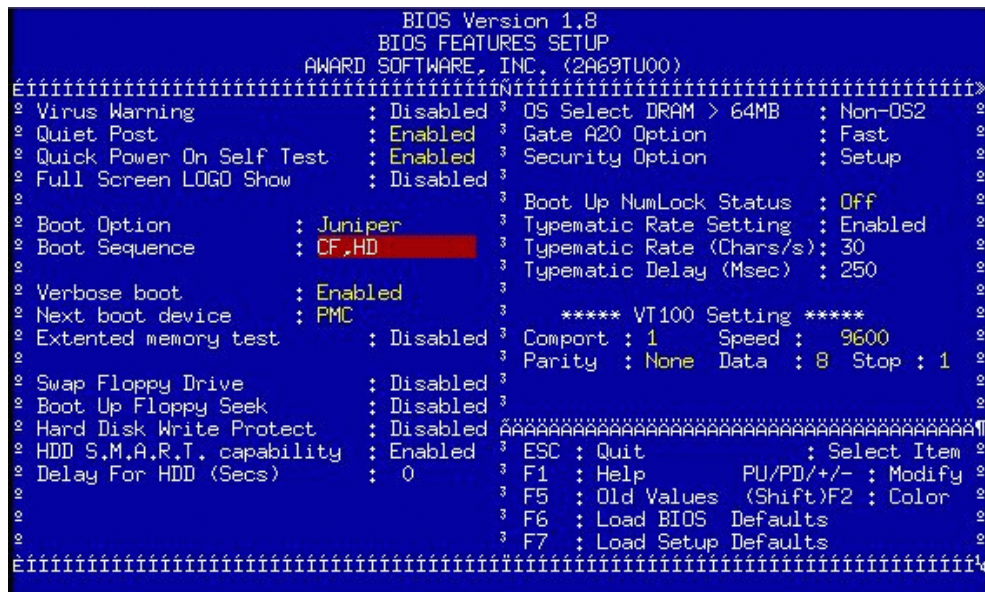 BIOS Version 1.8
BIOS FEATURES SETUP
AWARD SOFTWARE, INC. (2A69TU00)
Virus Warning : Disabled
Quiet Post : Enabled
Quick Power On Self Test : Enabled
Full Screen LOGO Show : Disabled
Boot Option : Juniper
Boot Sequence : CF,HD
Verbose boot : Enabled
Next boot device : PMC
Extented memory test : Disabled
Swap Floppy Drive : Disabled
Boot Up Floppy Seek : Disabled
Hard Disk Write Protect : Disabled
HDD S.M.A.R.T. capability : Enabled
Delay For HDD (Secs) : 0
OS Select DRAM > 64MB : Non-OS2
Gate A20 Option : Fast
Security Option : Setup
Boot Up NumLock Status : Off
Typematic Rate Setting : Enabled
Typematic Rate (Chars/s): 30
Typematic Delay (Msec) : 250
***** VT100 Setting *****
Comport : 1 Speed : 9600
Parity : None Data : 8 Stop : 1
ESC : Quit : Select Item
F1 : Help PU/PD/+/- : Modify
F5 : Old Values (Shift)F2 : Color
F6 : Load BIOS Defaults
F7 : Load Setup Defaults